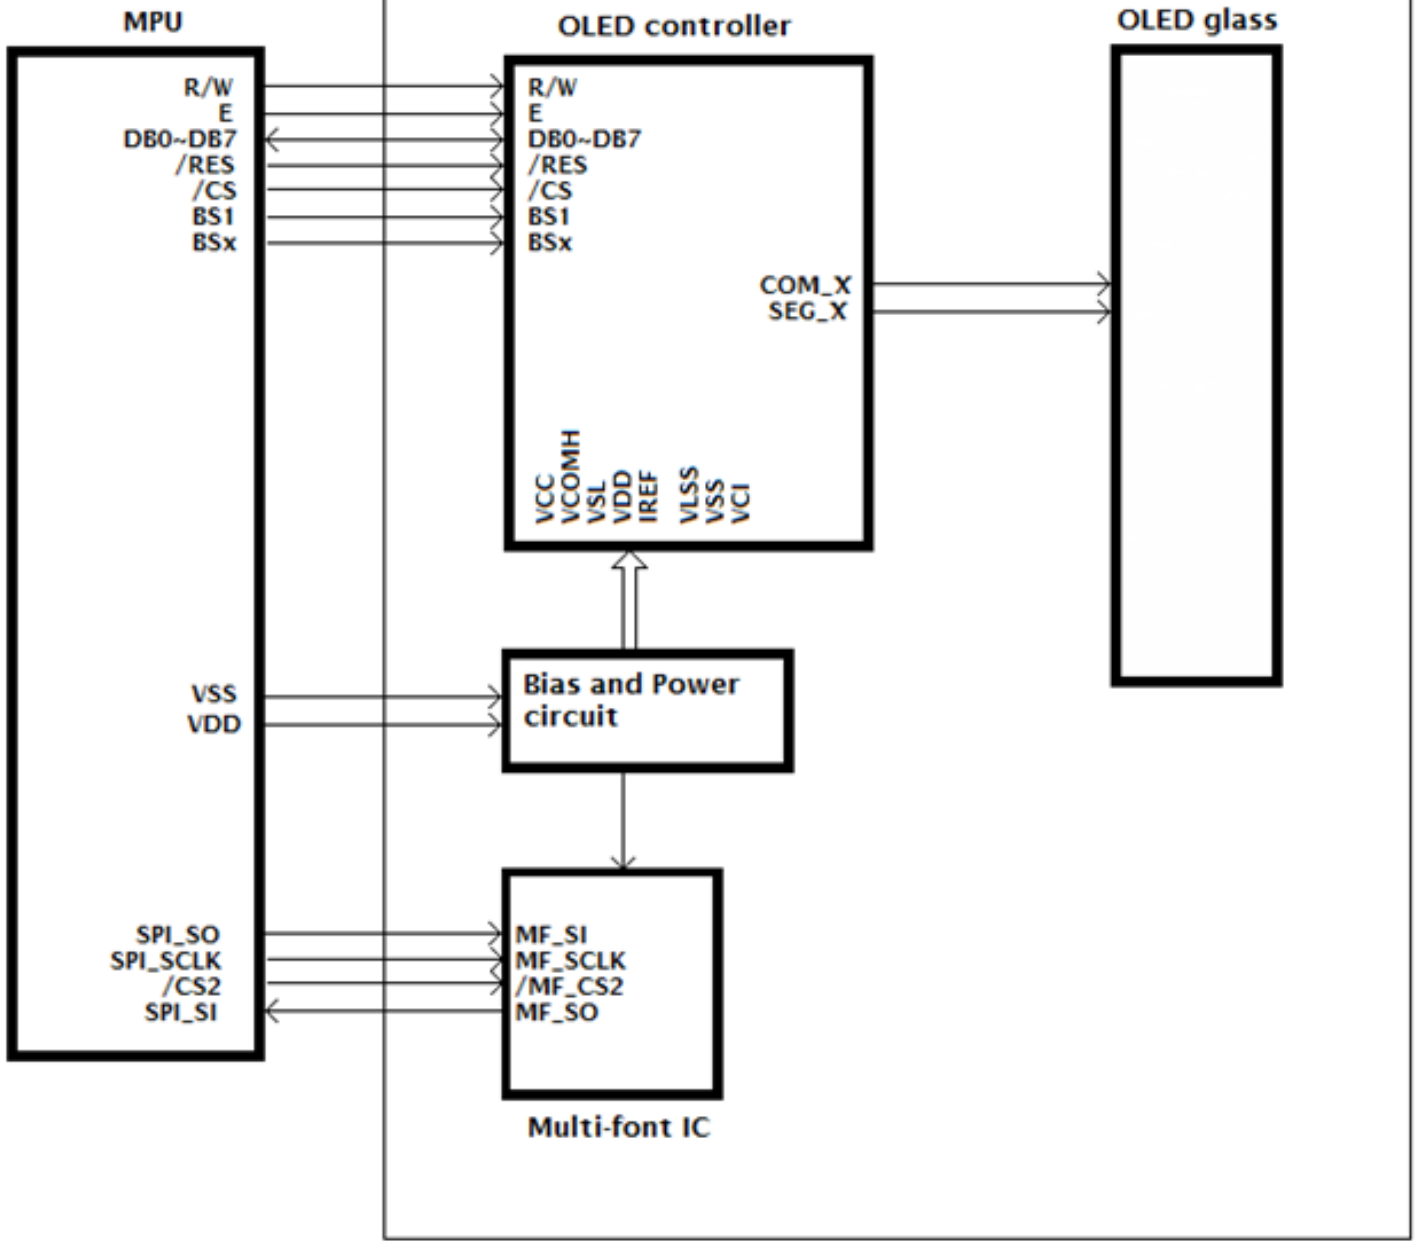 MPU
R/W
E
DB0~DB7
/RES
/CS
BS1
BSx
VSS
VDD
SPI_SO
SPI_SCLK
/CS2
SPI_SI
OLED controller
R/W
E
DB0~DB7
/RES
/CS
BS1
BSx
COM_X
SEG_X
VCC
VCOMH
VSL
VDD
IREF
VLSS
VSS
VCI
Bias and Power
circuit
MF_SI
MF_SCLK
/MF_CS2
MF_SO
Multi-font IC
OLED glass